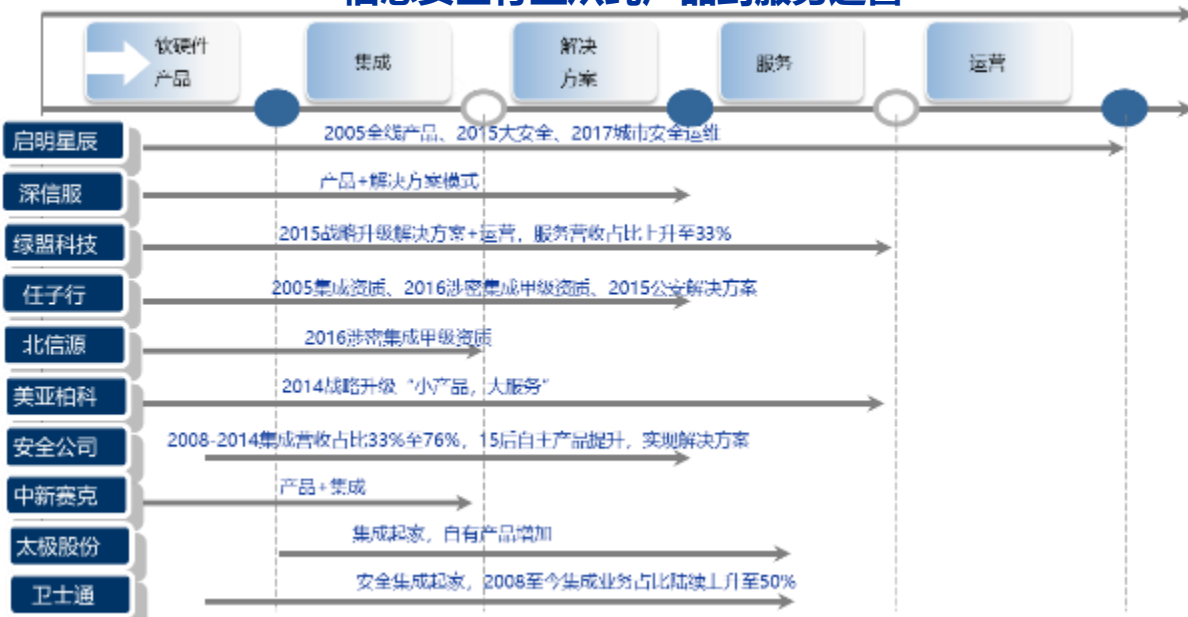 软硬件
产品
集成
解决
方案
服务
运营
启明星辰
2005全线产品、2015大安全、2017城市安全运维
深信服
产品+解决方案模式
绿盟科技
2015战略升级解决方案+运营，服务营收占比上升至33%
任子行
2005集成资质、2016涉密集成甲级资质、2015公安解决方案
北信源
2016涉密集成甲级资质
美亚柏科
2014战略升级“小产品，大服务”
安全公司
2008-2014集成营收占比33%至76%，15后自主产品提升，实现解决方案
中新赛克
产品+集成
太极股份
集成起家，自有产品增加
卫士通
安全集成起家，2008至今集成业务占比陆续上升至50%